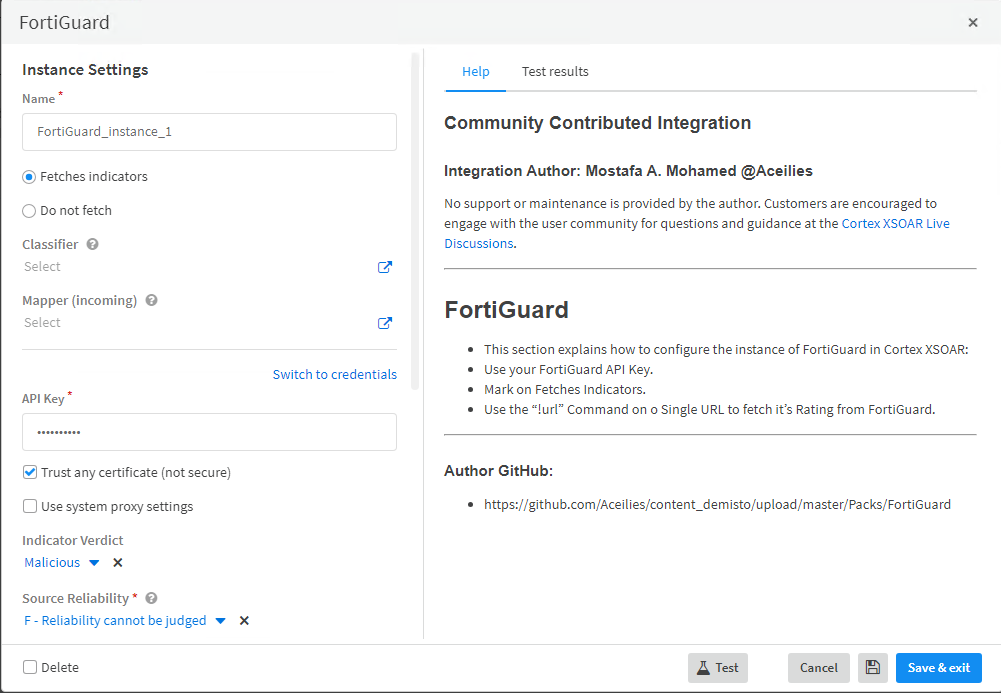 FortiGuard
Instance Settings
Name *
FortiGuard_instance_1
Fetches indicators
Do not fetch
Classifier ?
Select
Mapper (incoming) ?
Select
Switch to credentials
API Key *
••••••••••
Trust any certificate (not secure)
Use system proxy settings
Indicator Verdict
Malicious
Source Reliability * ?
F - Reliability cannot be judged
Help Test results
Community Contributed Integration
Integration Author: Mostafa A. Mohamed @Aceilies
No support or maintenance is provided by the author. Customers are encouraged to
engage with the user community for questions and guidance at the Cortex XSOAR Live
Discussions.
FortiGuard
• This section explains how to configure the instance of FortiGuard in Cortex XSOAR:
• Use your FortiGuard API Key.
• Mark on Fetches Indicators.
• Use the “!url” Command on o Single URL to fetch it’s Rating from FortiGuard.
Author GitHub:
• https://github.com/Aceilies/content_demisto/upload/master/Packs/FortiGuard
Delete
Test Cancel Save & exit